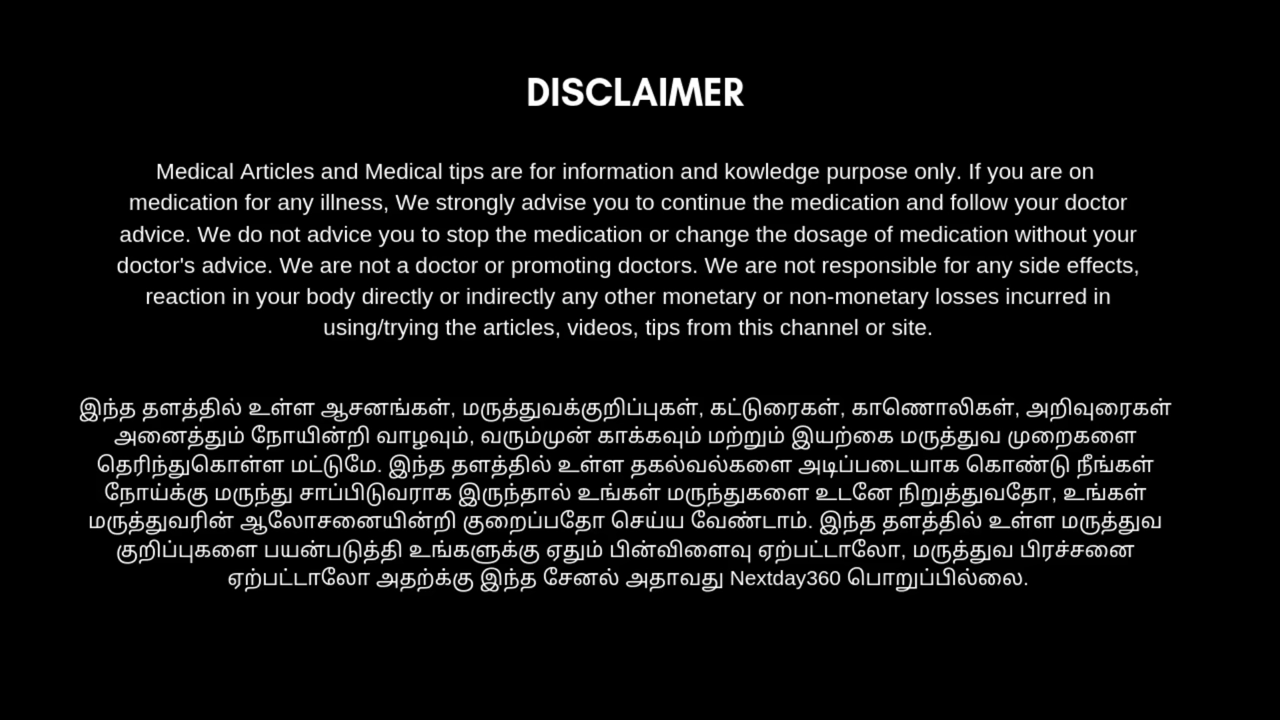 DISCLAIMER
Medical Articles and Medical tips are for information and kowledge purpose only. If you are on
medication for any illness, We strongly advise you to continue the medication and follow your doctor
advice. We do not advice you to stop the medication or change the dosage of medication without your
doctor's advice. We are not a doctor or promoting doctors. We are not responsible for any side effects,
reaction in your body directly or indirectly any other monetary or non-monetary losses incurred in
using/trying the articles, videos, tips from this channel or site.
இந்த தளத்தில் உள்ள ஆசனங்கள், மருத்துவக்குறிப்புகள், கட்டுரைகள், காணொலிகள், அறிவுரைகள்
அனைத்தும் நோயின்றி வாழவும், வரும்முன் காக்கவும் மற்றும் இயற்கை மருத்துவ முறைகளை
தெரிந்துகொள்ள மட்டுமே. இந்த தளத்தில் உள்ள தகல்வல்களை அடிப்படையாக கொண்டு நீங்கள்
நோய்க்கு மருந்து சாப்பிடுவராக இருந்தால் உங்கள் மருந்துகளை உடனே நிறுத்துவதோ, உங்கள்
மருத்துவரின் ஆலோசனையின்றி குறைப்பதோ செய்ய வேண்டாம். இந்த தளத்தில் உள்ள மருத்துவ
குறிப்புகளை பயன்படுத்தி உங்களுக்கு ஏதும் பின்விளைவு ஏற்பட்டாலோ, மருத்துவ பிரச்சனை
ஏற்பட்டாலோ அதற்க்கு இந்த சேனல் அதாவது Nextday360 பொறுப்பில்லை.